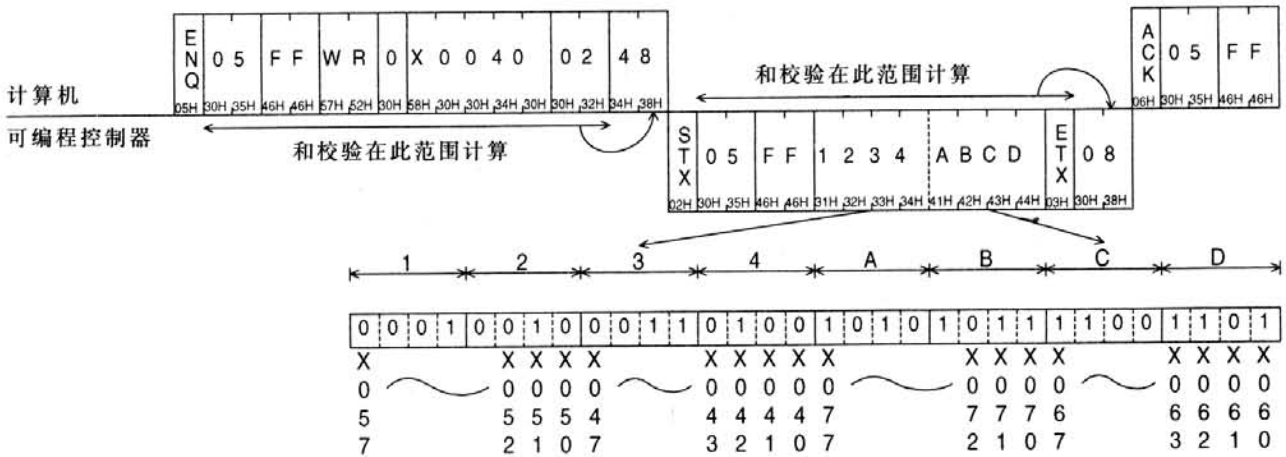 ENQ 0 5 F F W R 0 X 0 0 4 0 0 2 4 8
05H 30H 35H 46H 46H 57H 52H 30H 58H 30H 30H 34H 30H 30H 32H 34H 38H
和校验在此范围计算
ACK 0 5 F F
06H 30H 35H 46H 46H
计算机
可编程控制器
和校验在此范围计算
STX 0 5 F F 1 2 3 4 A B C D ETX 0 8
02H 30H 35H 46H 46H 31H 32H 33H 34H 41H 42H 43H 44H 03H 30H 38H
1 2 3 4 A B C D
0 0 0 1 0 0 1 0 0 0 1 1 0 1 0 0 1 0 1 0 1 0 1 1 1 1 0 0 1 1 0 1
X X X X X X X X X X X X X X X X X X
0 0 0 0 0 0 0 0 0 0 0 0 0 0 0 0 0 0
5 5 5 5 4 4 4 4 4 7 7 7 7 6 6 6 6 6
7 2 1 0 7 3 2 1 0 7 2 1 0 7 3 2 1 0